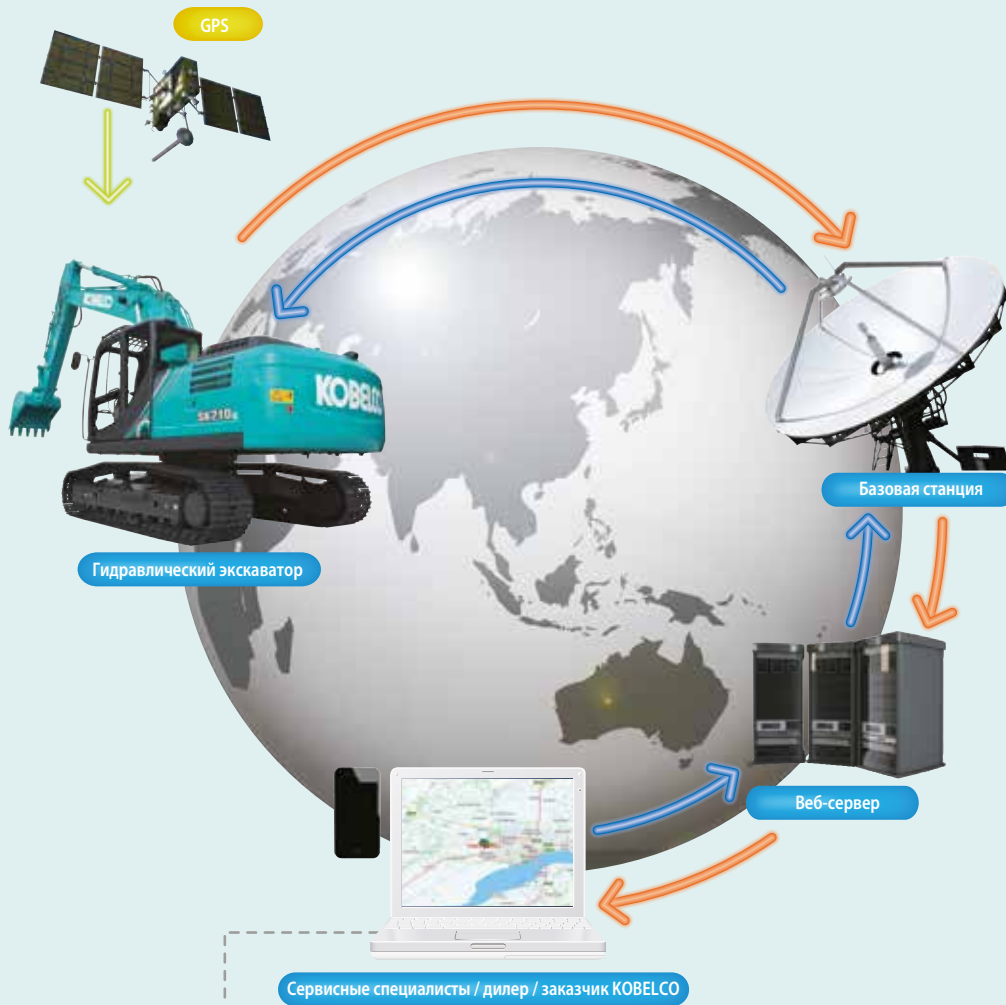 GPS
KOBELCO
KOBELCO
SK210
Базовая станция
Гидравлический экскаватор
Веб-сервер
Сервисные специалисты / дилер / заказчик KOBELCO